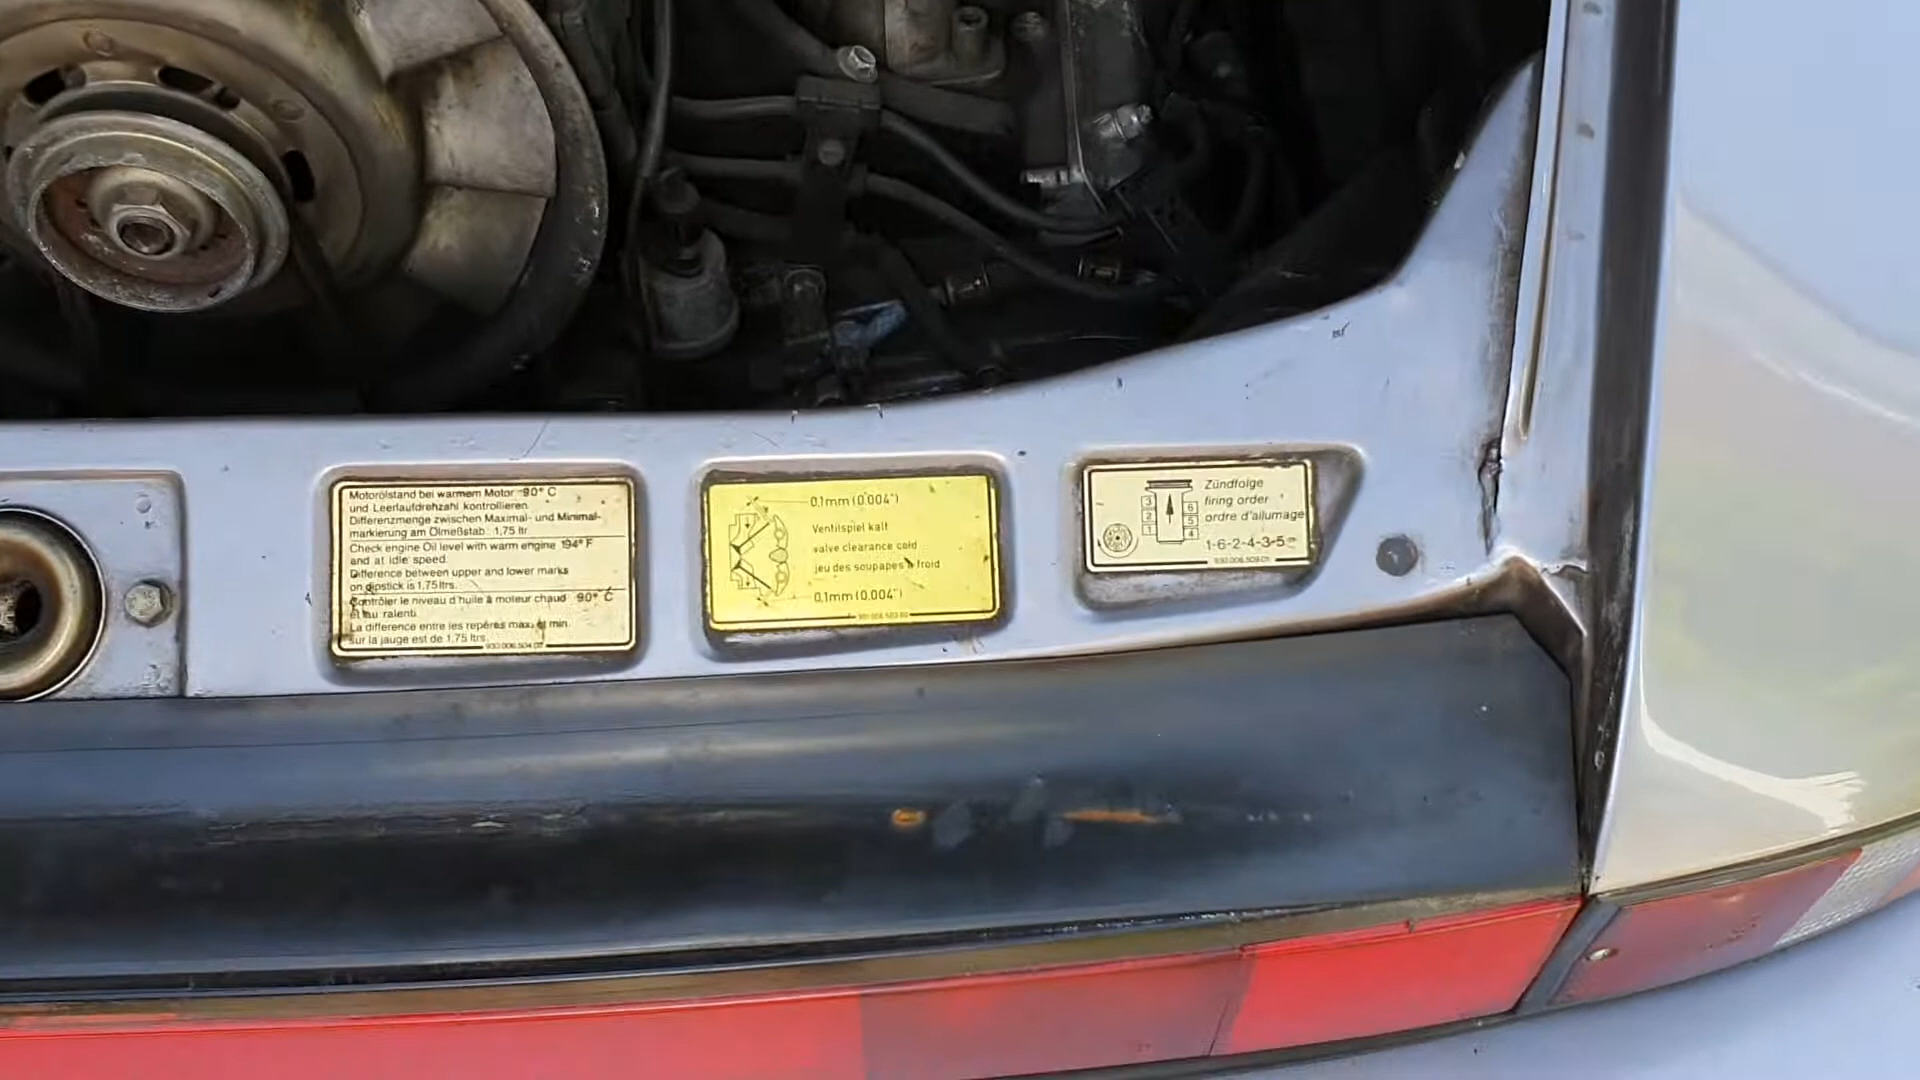 Motorölstand bei warmem Motor 90° C
und Leerlaufdrehzahl kontrollieren.
Differenzmenge zwischen Maximal- und Minimal-
markierung am Ölmeßstab: 1,75 ltr.
Check engine Oil level with warm engine 194° F
and at idle speed.
Difference between upper and lower marks
on dipstick is 1,75 ltrs.
Contrôler le niveau d'huile à moteur chaud 90° C
et au ralenti.
La différence entre les repères maxi et min.
sur la jauge est de 1,75 ltrs.
930.006.504.02
0.1mm (0.004")
Ventilspiel kalt
valve clearance cold
jeu des soupapes à froid
0.1mm (0.004")
Zündfolge
firing order
ordre d'allumage
3
2
1
6
5
4
1-6-2-4-3-5